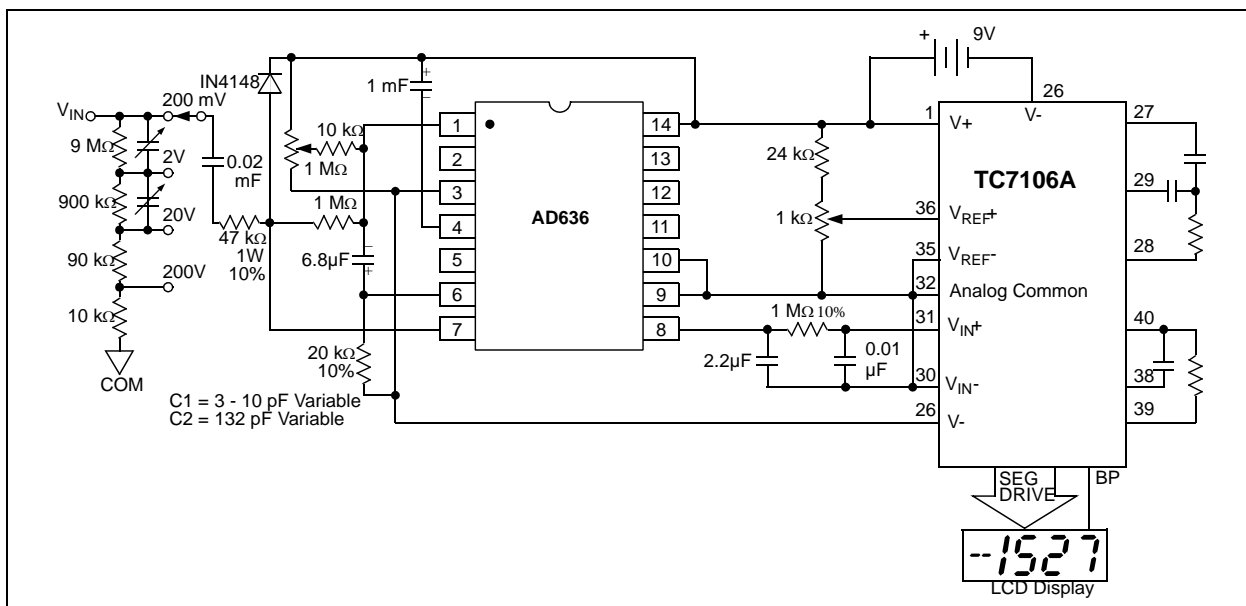 9V
+
26
V-
IN4148
+
1 mF
-
VIN
200 mV
9 MΩ
2V
0.02
mF
900 kΩ
20V
47 kΩ
1W
10%
90 kΩ
200V
10 kΩ
COM
C1 = 3 - 10 pF Variable
C2 = 132 pF Variable
10 kΩ
1 MΩ
1 MΩ
-
6.8µF
+
20 kΩ
10%
1
2
3
4
5
6
7
AD636
14
13
12
11
10
9
8
24 kΩ
1 kΩ
1 MΩ 10%
2.2µF
0.01
µF
1
V+
36
VREF+
35
VREF-
32
Analog Common
31
VIN+
30
VIN-
26
V-
TC7106A
27
29
28
40
38
39
SEG
DRIVE
BP
--1527
LCD Display